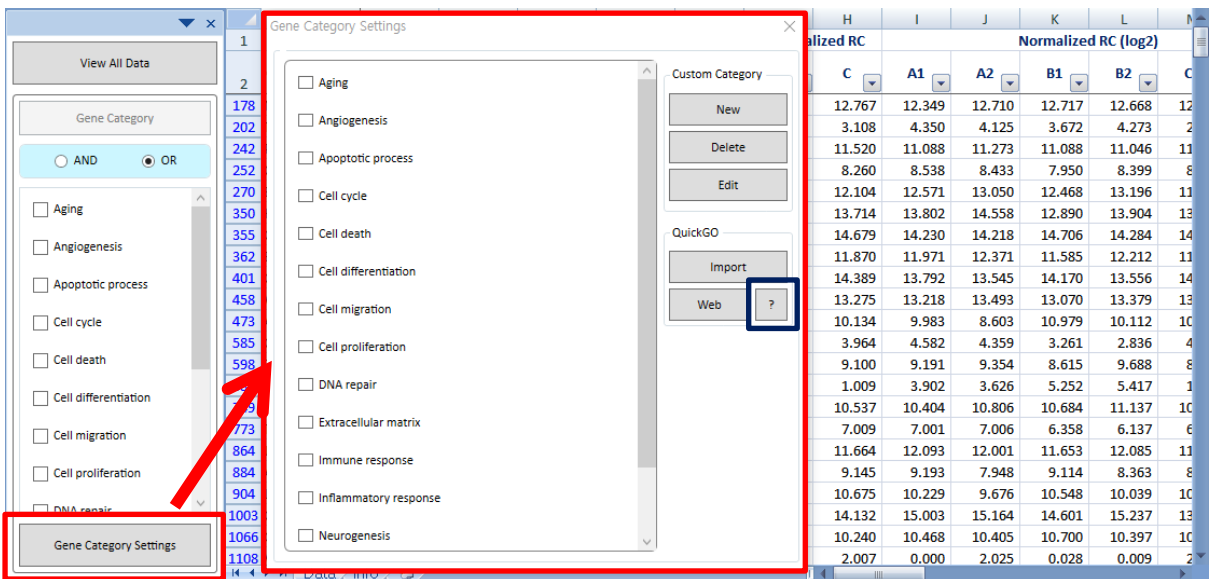 View All Data
Gene Category
AND OR
Aging
Angiogenesis
Apoptotic process
Cell cycle
Cell death
Cell differentiation
Cell migration
Cell proliferation
DNA repair
Gene Category Settings
Gene Category Settings
Aging
Angiogenesis
Apoptotic process
Cell cycle
Cell death
Cell differentiation
Cell migration
Cell proliferation
DNA repair
Extracellular matrix
Immune response
Inflammatory response
Neurogenesis
Custom Category
New
Delete
Edit
QuickGO
Import
Web ?
H I J K L
1 RC Normalized RC (log2)
2 C A1 A2 B1 B2 C
178 12.767 12.349 12.710 12.717 12.668
202 3.108 4.350 4.125 3.672 4.273
242 11.520 11.088 11.273 11.088 11.046
252 8.260 8.538 8.433 7.950 8.399
270 12.104 12.571 13.050 12.468 13.196
350 13.714 13.802 14.558 12.890 13.904
355 14.679 14.230 14.218 14.706 14.284
362 11.870 11.971 12.371 11.585 12.212
401 14.389 13.792 13.545 14.170 13.556
458 13.275 13.218 13.493 13.070 13.379
473 10.134 9.983 8.603 10.979 10.112
585 3.964 4.582 4.359 3.261 2.836
598 9.100 9.191 9.354 8.615 9.688
1.009 3.902 3.626 5.252 5.417
10.537 10.404 10.806 10.684 11.137
773 7.009 7.001 7.006 6.358 6.137
864 11.664 12.093 12.001 11.653 12.085
884 9.145 9.193 7.948 9.114 8.363
904 10.675 10.229 9.676 10.548 10.039
1003 14.132 15.003 15.164 14.601 15.237
1066 10.240 10.468 10.405 10.700 10.397
1108 2.007 0.000 2.025 0.028 0.009
Data Info